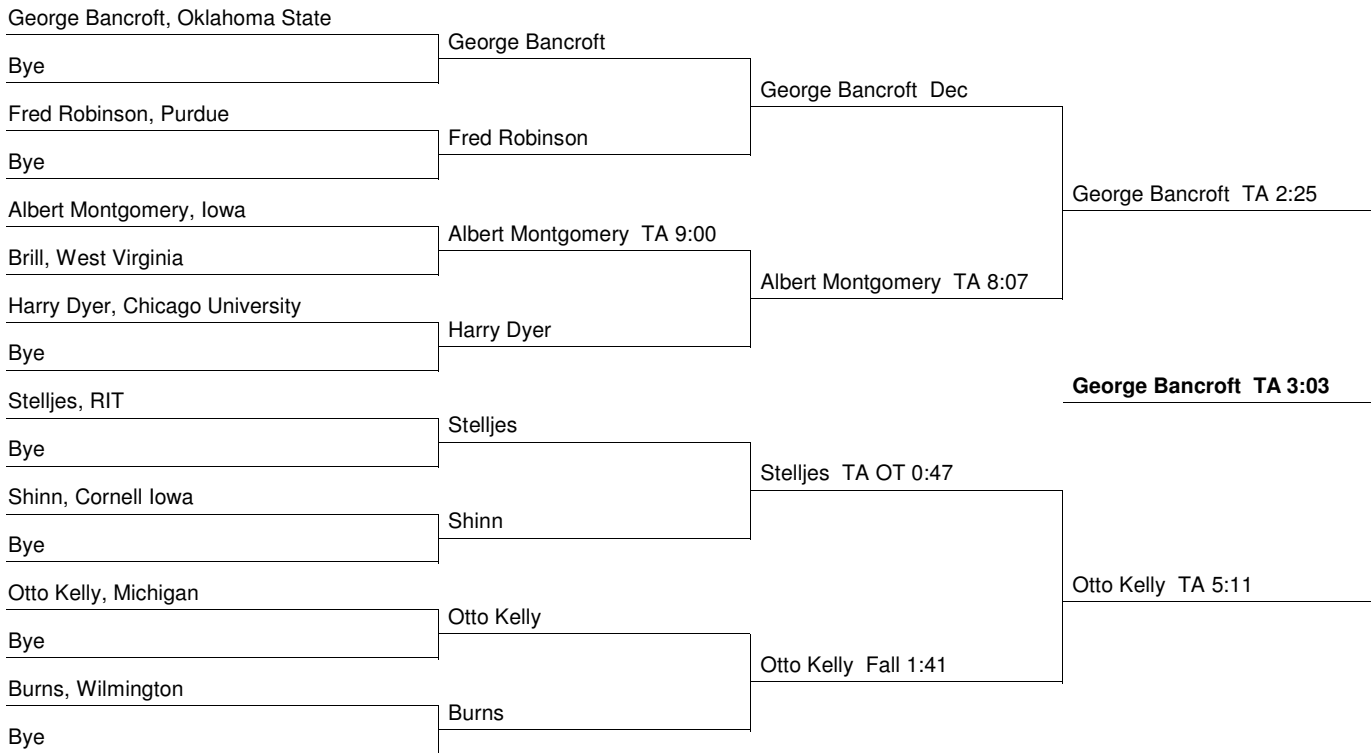 George Bancroft, Oklahoma State
Bye
Fred Robinson, Purdue
Bye
Albert Montgomery, Iowa
Brill, West Virginia
Harry Dyer, Chicago University
Bye
Stelljes, RIT
Bye
Shinn, Cornell Iowa
Bye
Otto Kelly, Michigan
Bye
Burns, Wilmington
Bye
George Bancroft
Fred Robinson
Albert Montgomery TA 9:00
Harry Dyer
Stelljes
Shinn
Otto Kelly
Burns
George Bancroft Dec
Albert Montgomery TA 8:07
Stelljes TA OT 0:47
Otto Kelly Fall 1:41
George Bancroft TA 2:25
George Bancroft TA 3:03
Otto Kelly TA 5:11